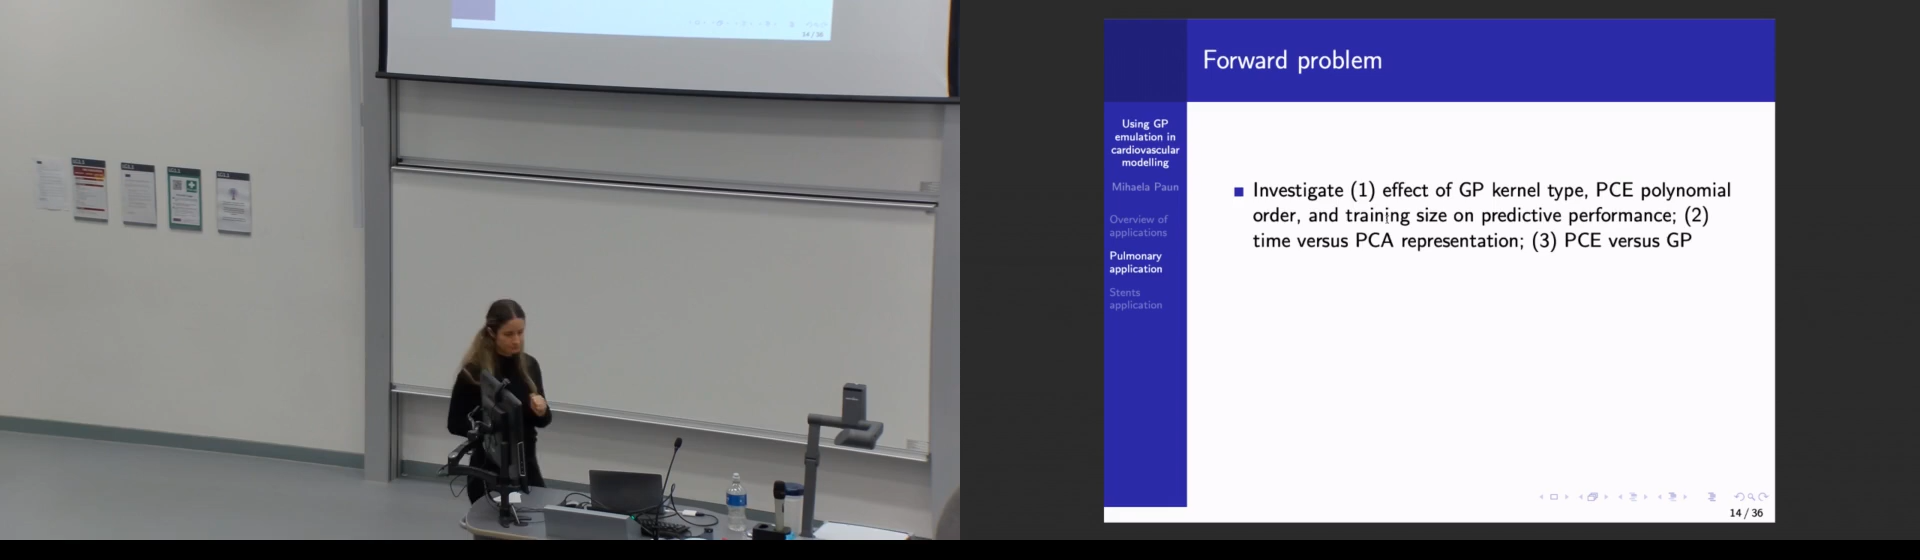 14 / 36
Forward problem
Using GP
emulation in
cardiovascular
modelling
Mihaela Paun
Overview of
applications
Pulmonary
application
Stents
application
Investigate (1) effect of GP kernel type, PCE polynomial
order, and training size on predictive performance; (2)
time versus PCA representation; (3) PCE versus GP
14 / 36